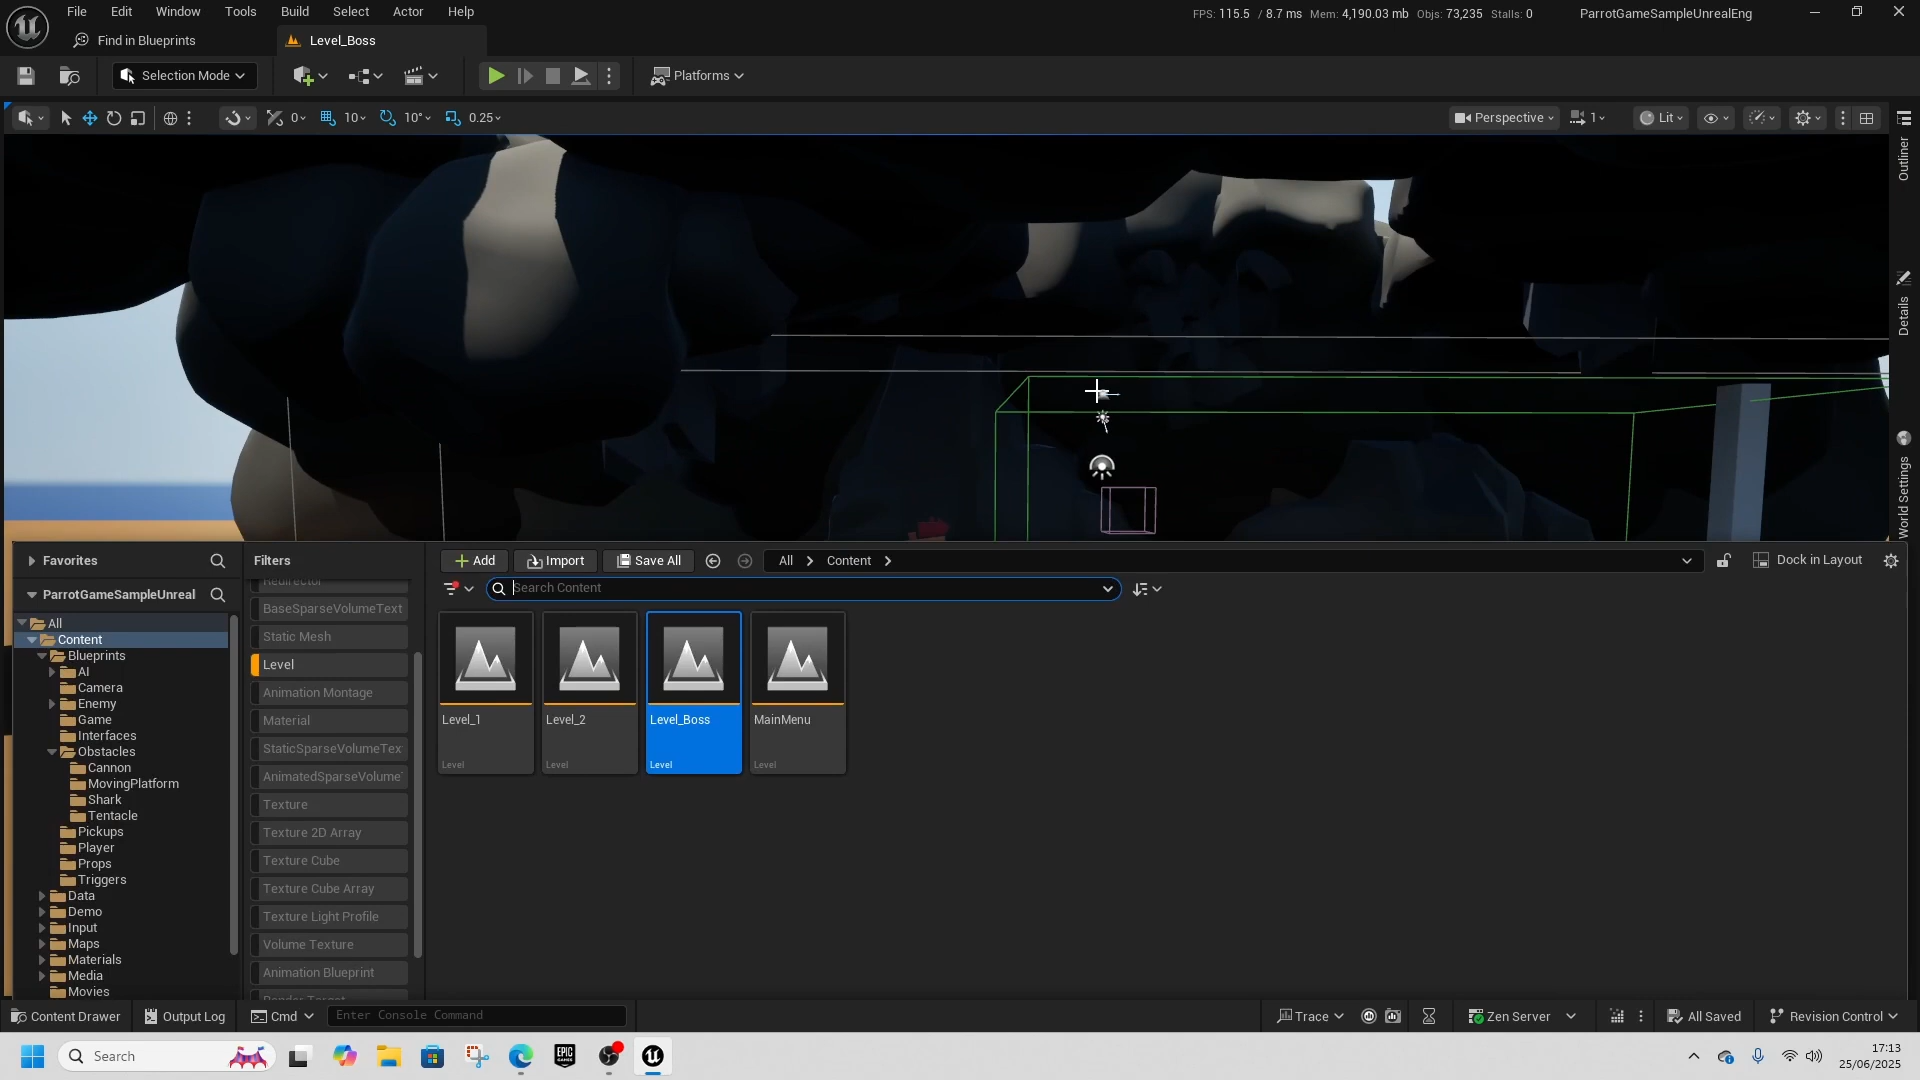 File Edit Window Tools Build Select Actor Help
FPS: 115.5 / 8.7 ms Mem: 4,190.03 mb Objs: 73,235 Stalls: 0
ParrotGameSampleUnrealEng
Find in Blueprints
Level_Boss
Selection Mode
Platforms
0
10
10°
0.25
Perspective
1
Lit
Outliner
Details
World Settings
Favorites
Filters
Add
Import
Save All
All
Content
Dock in Layout
ParrotGameSampleUnreal
Search Content
All
Content
Blueprints
AI
Camera
Enemy
Game
Interfaces
Obstacles
Cannon
MovingPlatform
Shark
Tentacle
Pickups
Player
Props
Triggers
Data
Demo
Input
Maps
Materials
Media
Movies
Redirector
BaseSparseVolumeText
Static Mesh
Level
Animation Montage
Material
StaticSparseVolumeTex
AnimatedSparseVolume
Texture
Texture 2D Array
Texture Cube
Texture Cube Array
Texture Light Profile
Volume Texture
Animation Blueprint
Render Target
Level_1
Level
Level_2
Level
Level_Boss
Level
MainMenu
Level
Content Drawer
Output Log
Cmd
Enter Console Command
Trace
Zen Server
All Saved
Revision Control
Search
EPIC GAMES
17:13
25/06/2025